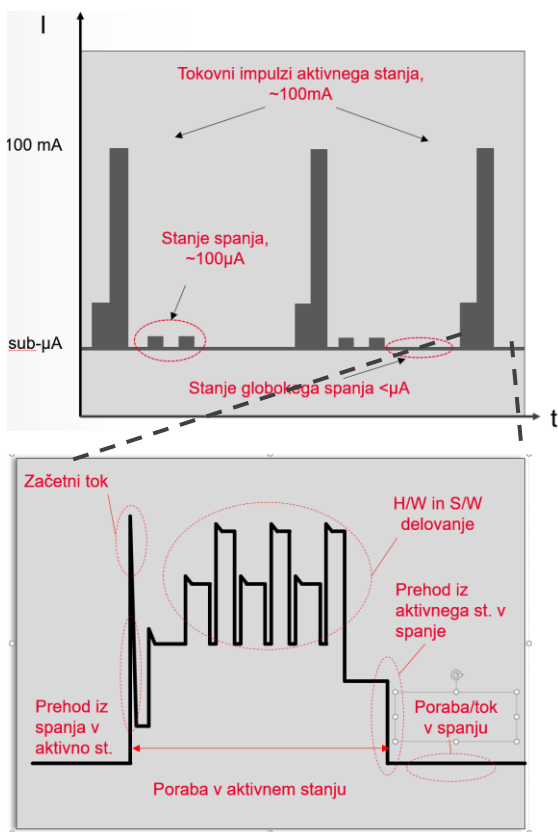 I
Tokovni impulzi aktivnega stanja,
~100mA
100 mA
Stanje spanja,
~100µA
sub-µA
Stanje globokega spanja <µA
t
Začetni tok
H/W in S/W
delovanje
Prehod iz
aktivnega st. v
spanje
Prehod iz
spanja v
aktivno st.
Poraba/tok
v spanju
Poraba v aktivnem stanju